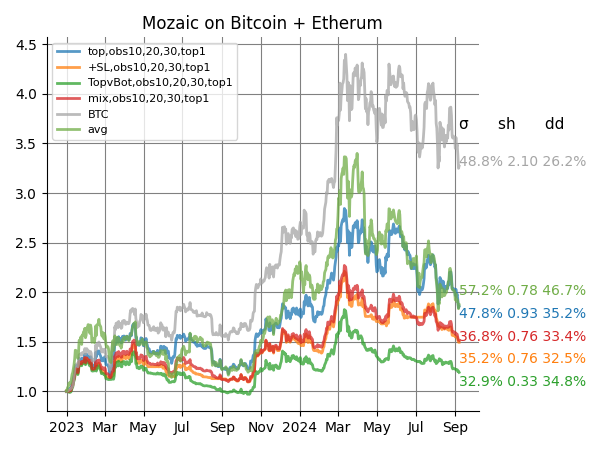 Mozaic on Bitcoin + Etherum
4.5
4.0
3.5
3.0
2.5
2.0
1.5
1.0
top,obs10,20,30,top1
+SL,obs10,20,30,top1
TopvBot,obs10,20,30,top1
mix,obs10,20,30,top1
BTC
avg
σ sh dd
48.8% 2.10 26.2%
57.2% 0.78 46.7%
47.8% 0.93 35.2%
36.8% 0.76 33.4%
35.2% 0.76 32.5%
32.9% 0.33 34.8%
2023 Mar May Jul Sep Nov 2024 Mar May Jul Sep